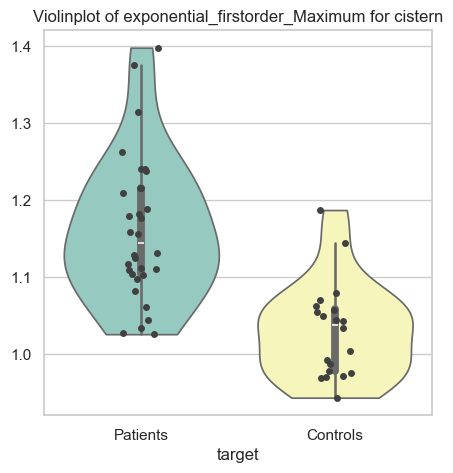 Violinplot of exponential_firstorder_Maximum for cistern
1.4
1.3
1.2
1.1
1.0
Patients Controls
target